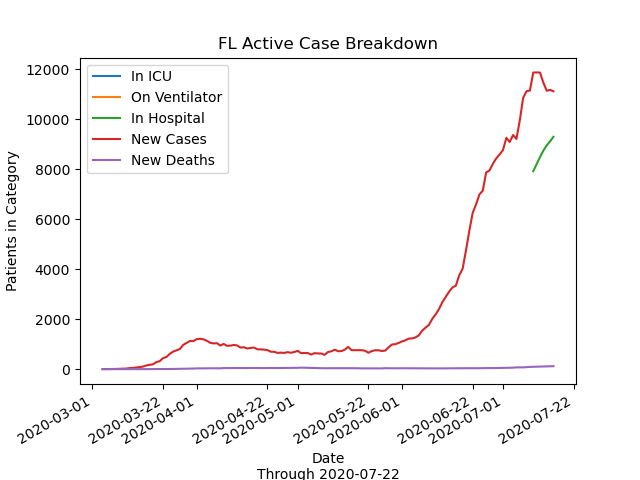 FL Active Case Breakdown
In ICU
On Ventilator
In Hospital
New Cases
New Deaths
Patients in Category
12000
10000
8000
6000
4000
2000
0
2020-03-01
2020-03-22
2020-04-01
2020-04-22
2020-05-01
2020-05-22
2020-06-01
2020-06-22
2020-07-01
2020-07-22
Date
Through 2020-07-22